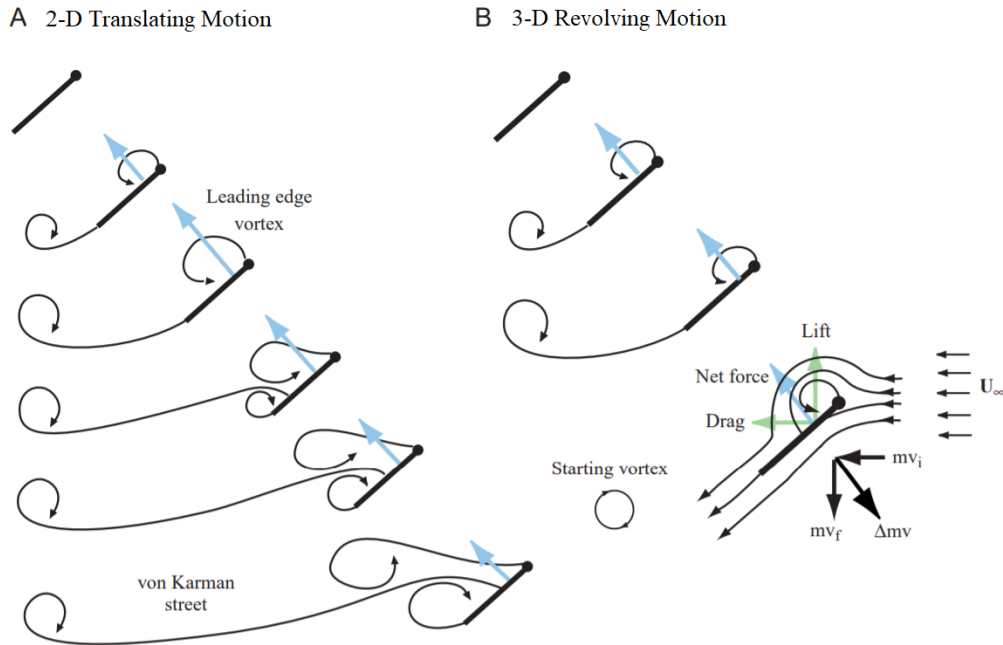 A 2-D Translating Motion
B 3-D Revolving Motion
Leading edge
vortex
Lift
Net force
U∞
Drag
mvi
Starting vortex
mvf
Δmv
von Karman
street